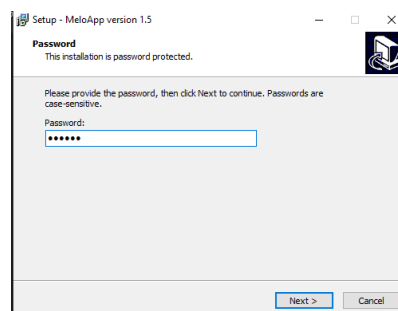 Setup - MeloApp version 1.5
Password
This installation is password protected.
Please provide the password, then click Next to continue. Passwords are
case-sensitive.
Password:
••••••
Next >
Cancel